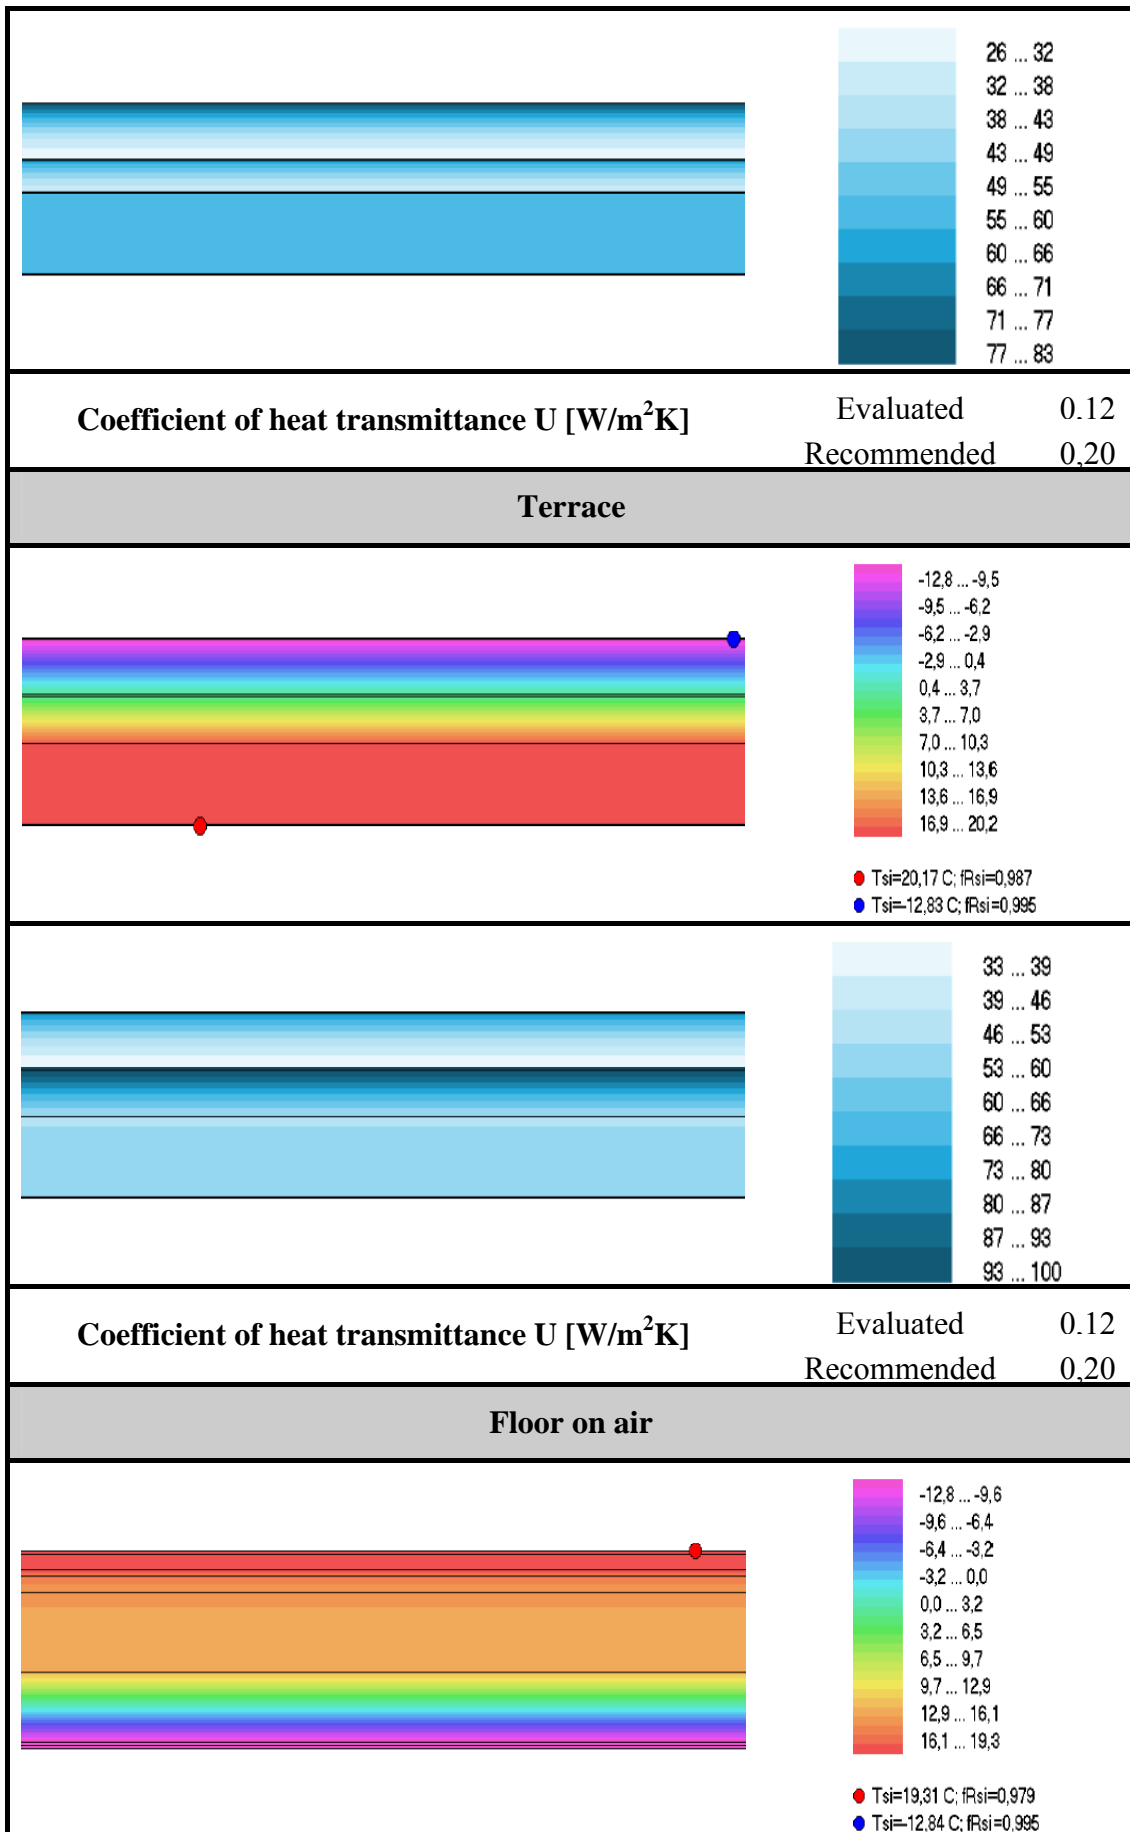 26 ... 32
32 ... 38
38 ... 43
43 ... 49
49 ... 55
55 ... 60
60 ... 66
66 ... 71
71 ... 77
77 ... 83
Coefficient of heat transmittance U [W/m²K]
Evaluated 0.12
Recommended 0,20
Terrace
-12,8 ... -9,5
-9,5 ... -6,2
-6,2 ... -2,9
-2,9 ... 0,4
0,4 ... 3,7
3,7 ... 7,0
7,0 ... 10,3
10,3 ... 13,6
13,6 ... 16,9
16,9 ... 20,2
Tsi=20,17 C; fRsi=0,987
Tsi=-12,83 C; fRsi=0,995
33 ... 39
39 ... 46
46 ... 53
53 ... 60
60 ... 66
66 ... 73
73 ... 80
80 ... 87
87 ... 93
93 ... 100
Coefficient of heat transmittance U [W/m²K]
Evaluated 0.12
Recommended 0,20
Floor on air
-12,8 ... -9,6
-9,6 ... -6,4
-6,4 ... -3,2
-3,2 ... 0,0
0,0 ... 3,2
3,2 ... 6,5
6,5 ... 9,7
9,7 ... 12,9
12,9 ... 16,1
16,1 ... 19,3
Tsi=19,31 C; fRsi=0,979
Tsi=-12,84 C; fRsi=0,995